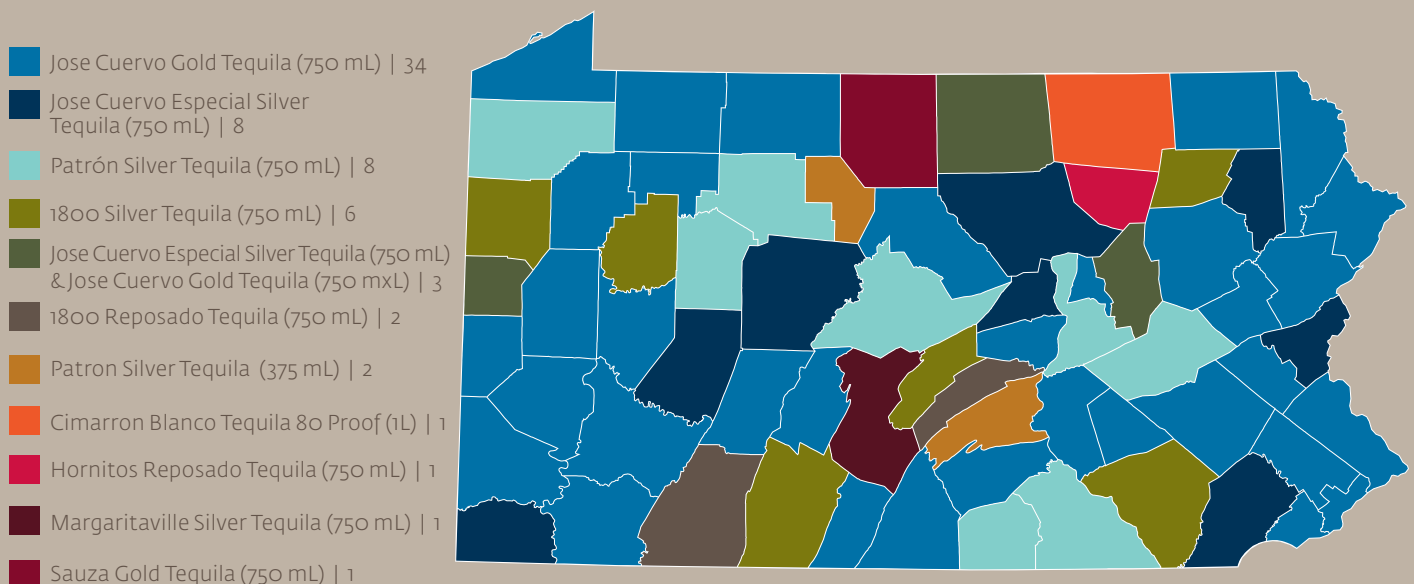 Jose Cuervo Gold Tequila (750 mL) | 34
Jose Cuervo Especial Silver
Tequila (750 mL) | 8
Patrón Silver Tequila (750 mL) | 8
1800 Silver Tequila (750 mL) | 6
Jose Cuervo Especial Silver Tequila (750 mL)
& Jose Cuervo Gold Tequila (750 mxL) | 3
1800 Reposado Tequila (750 mL) | 2
Patron Silver Tequila (375 mL) | 2
Cimarron Blanco Tequila 80 Proof (1L) | 1
Hornitos Reposado Tequila (750 mL) | 1
Margaritaville Silver Tequila (750 mL) | 1
Sauza Gold Tequila (750 mL) | 1